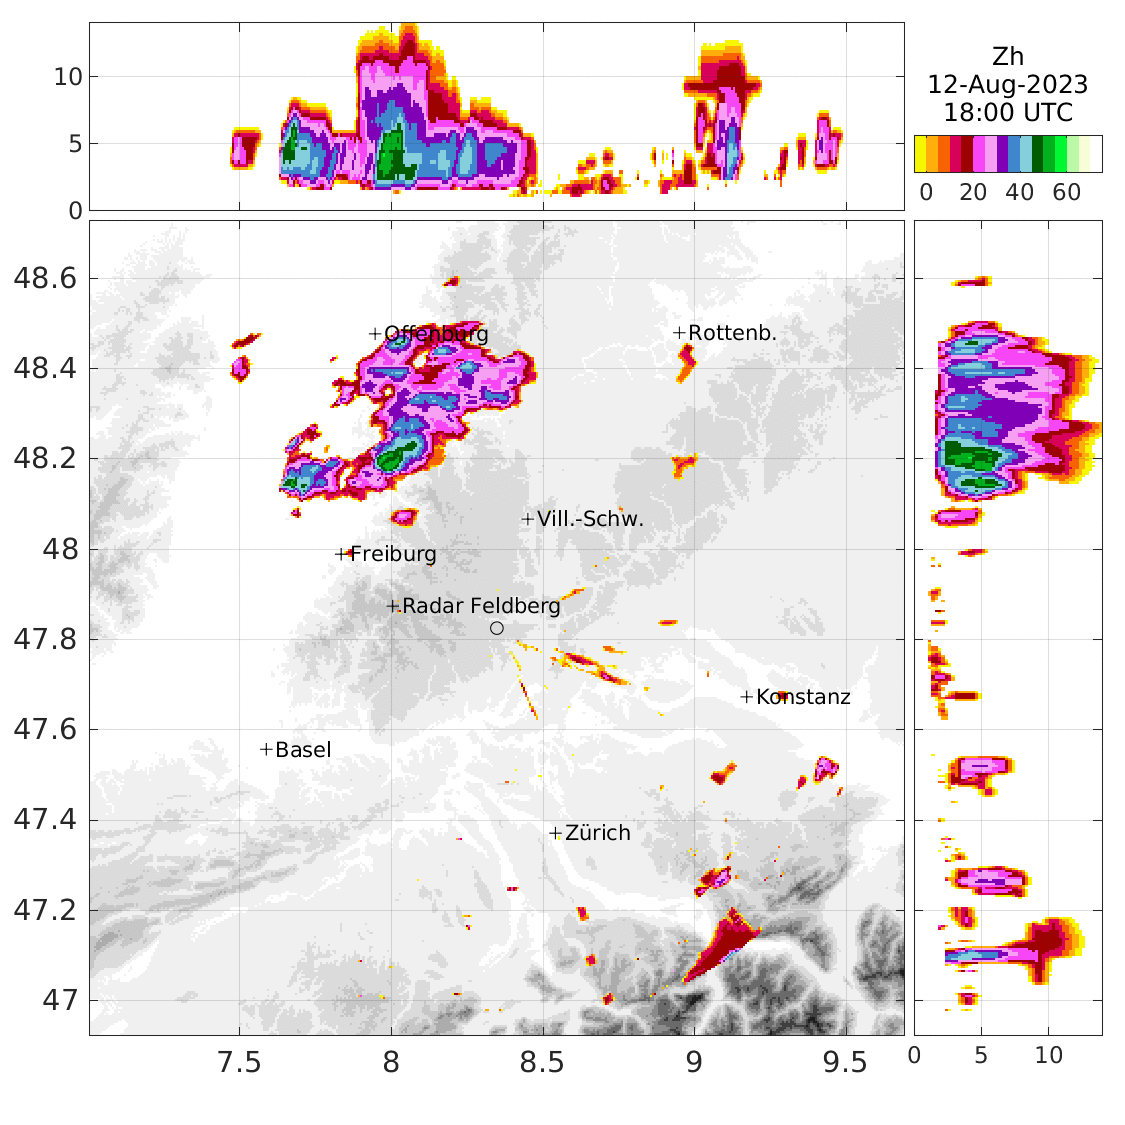 10
5
0
Zh
12-Aug-2023
18:00 UTC
0 20 40 60
48.6
48.4
48.2
48
47.8
47.6
47.4
47.2
47
Offenburg
Rottenb.
Vill.-Schw.
Freiburg
Radar Feldberg
Konstanz
Basel
Zürich
7.5 8 8.5 9 9.5
0 5 10